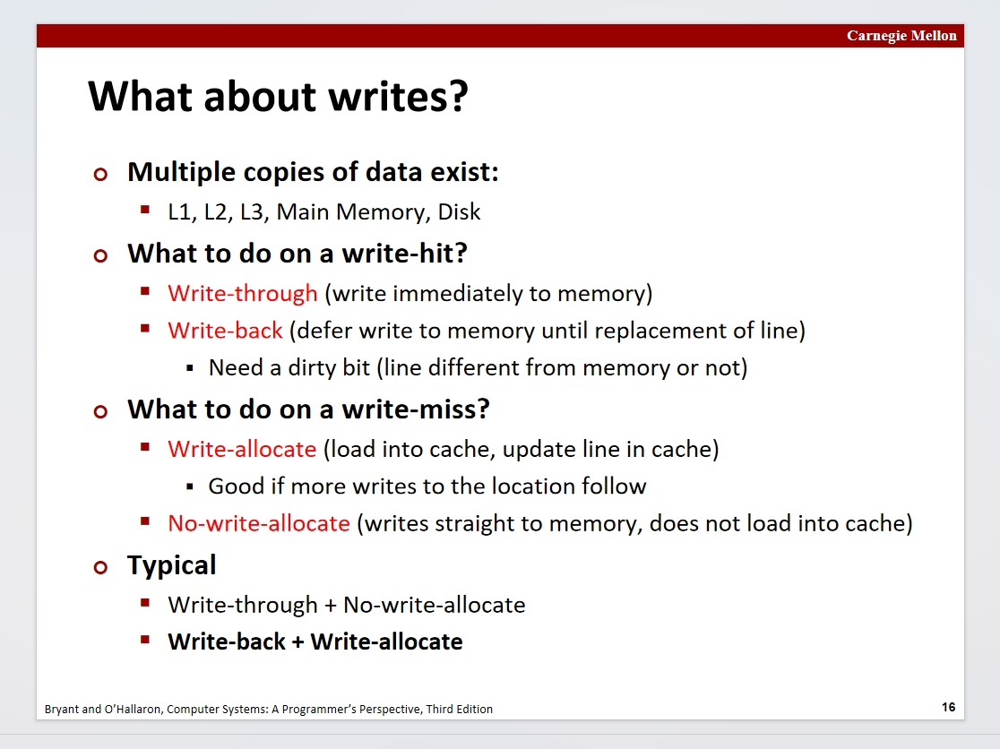 Carnegie Mellon
What about writes?
Multiple copies of data exist:
L1, L2, L3, Main Memory, Disk
What to do on a write-hit?
Write-through (write immediately to memory)
Write-back (defer write to memory until replacement of line)
Need a dirty bit (line different from memory or not)
What to do on a write-miss?
Write-allocate (load into cache, update line in cache)
Good if more writes to the location follow
No-write-allocate (writes straight to memory, does not load into cache)
Typical
Write-through + No-write-allocate
Write-back + Write-allocate
Bryant and O’Hallaron, Computer Systems: A Programmer’s Perspective, Third Edition
16